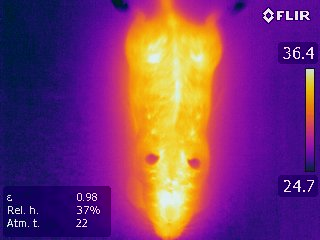 FLIR
36.4
24.7
ε 0.98
Rel. h. 37%
Atm. t. 22